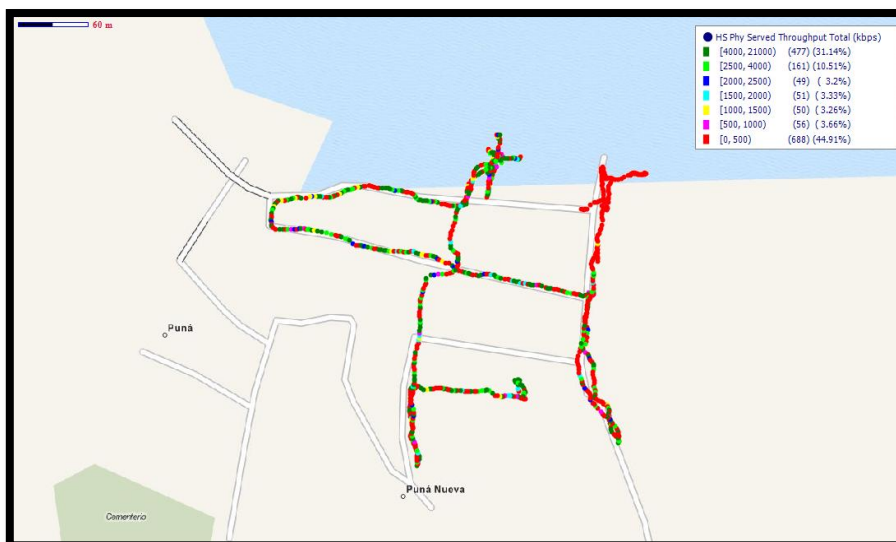 60 m
HS Phy Served Throughput Total (kbps)
[4000, 21000) (477) (31.14%)
[2500, 4000) (161) (10.51%)
[2000, 2500) (49) ( 3.2%)
[1500, 2000) (51) ( 3.33%)
[1000, 1500) (50) ( 3.26%)
[500, 1000) (56) ( 3.66%)
[0, 500) (688) (44.91%)
Puná
Puná Nueva
Cementerio